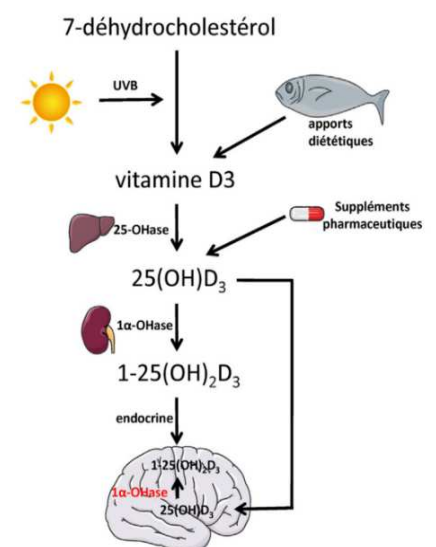 7-déhydrocholestérol
UVB
apports
diététiques
vitamine D3
Suppléments
pharmaceutiques
25-OHase
25(OH)D₃
1α-OHase
1-25(OH)₂D₃
endocrine
1-25(OH)₂D₃
1α-OHase
25(OH)D₃